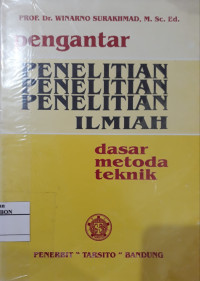 PROF. Dr. WINARNO SURAKHMAD, M. Sc. Ed.
pengantar
PENELITIAN
PENELITIAN
PENELITIAN
ILMIAH
dasar
metoda
teknik
PENERBIT "TARSITO" BANDUNG